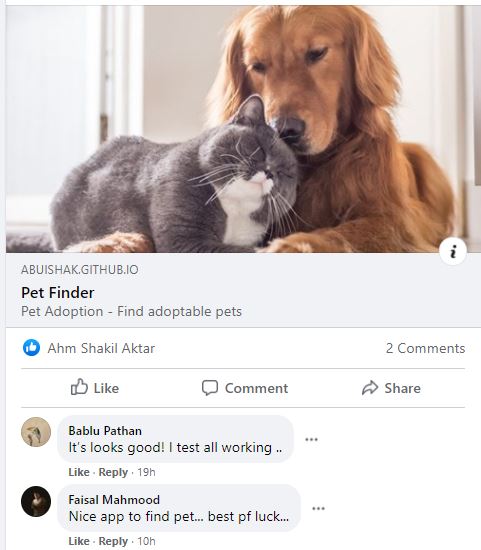 ABUISHAK.GITHUB.IO
Pet Finder
Pet Adoption - Find adoptable pets
Ahm Shakil Aktar 2 Comments
Like Comment Share
Bablu Pathan
It's looks good! I test all working ..
Like · Reply · 19h
Faisal Mahmood
Nice app to find pet... best pf luck...
Like · Reply · 10h